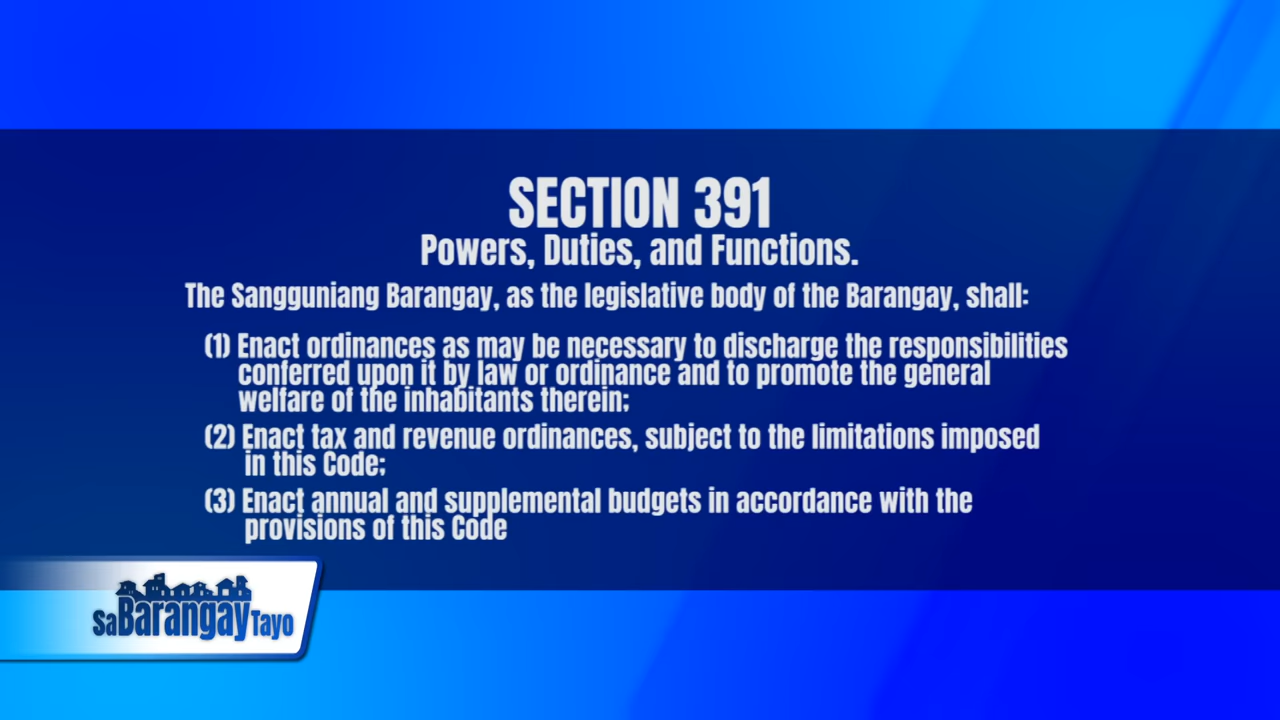 SECTION 391
Powers, Duties, and Functions.
The Sangguniang Barangay, as the legislative body of the Barangay, shall:
(1) Enact ordinances as may be necessary to discharge the responsibilities
conferred upon it by law or ordinance and to promote the general
welfare of the inhabitants therein;
(2) Enact tax and revenue ordinances, subject to the limitations imposed
in this Code;
(3) Enact annual and supplemental budgets in accordance with the
provisions of this Code
saBarangayTayo